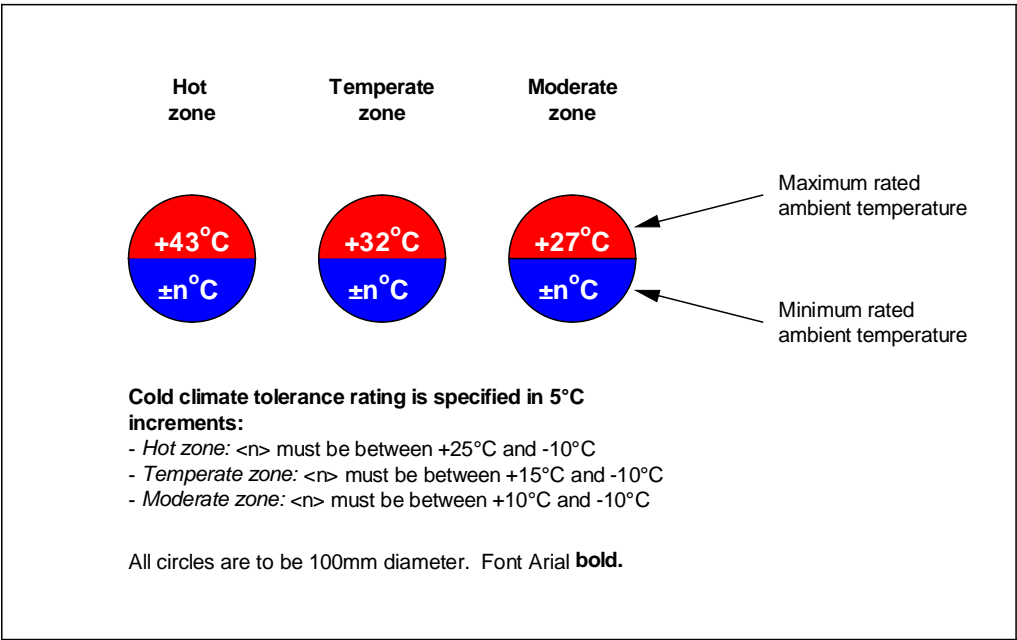 Hot
zone
Temperate
zone
Moderate
zone
+43°C
±n°C
+32°C
±n°C
+27°C
±n°C
Maximum rated
ambient temperature
Minimum rated
ambient temperature
Cold climate tolerance rating is specified in 5°C
increments:
- Hot zone: <n> must be between +25°C and -10°C
- Temperate zone: <n> must be between +15°C and -10°C
- Moderate zone: <n> must be between +10°C and -10°C
All circles are to be 100mm diameter.  Font Arial bold.